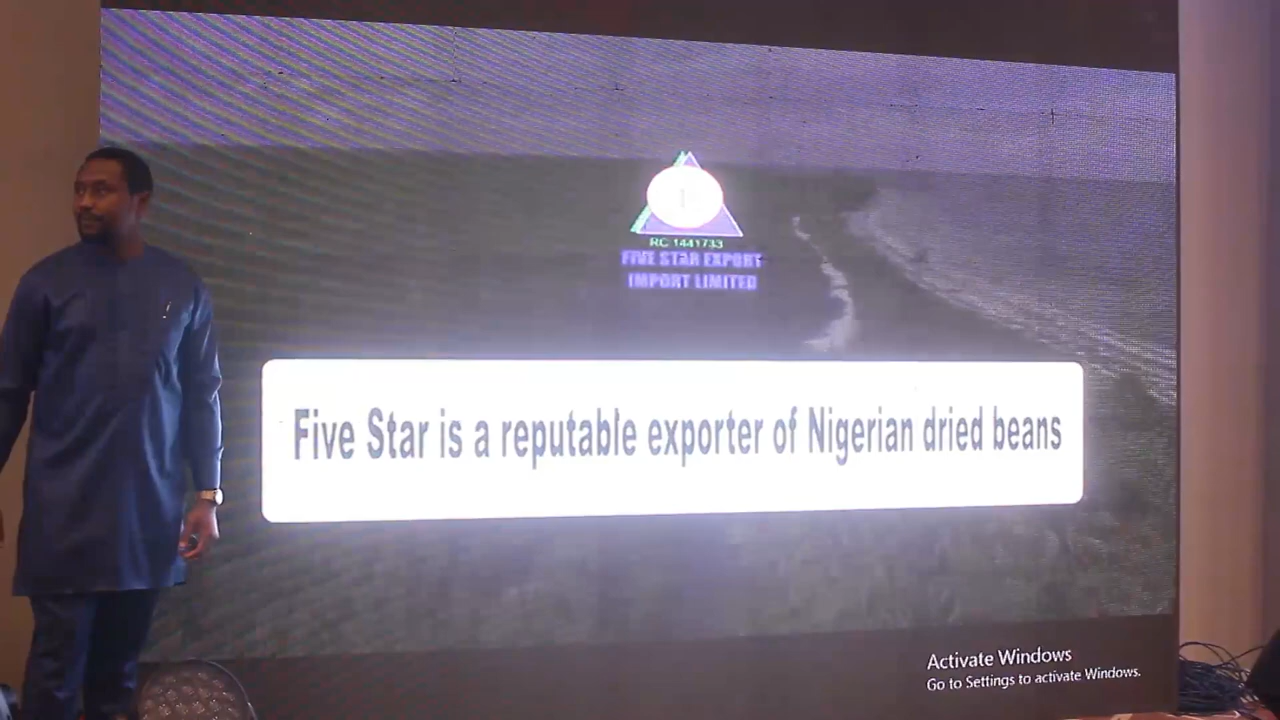 RC 1441733
FIVE STAR EXPORT
IMPORT LIMITED
Five Star is a reputable exporter of Nigerian dried beans
Activate Windows
Go to Settings to activate Windows.